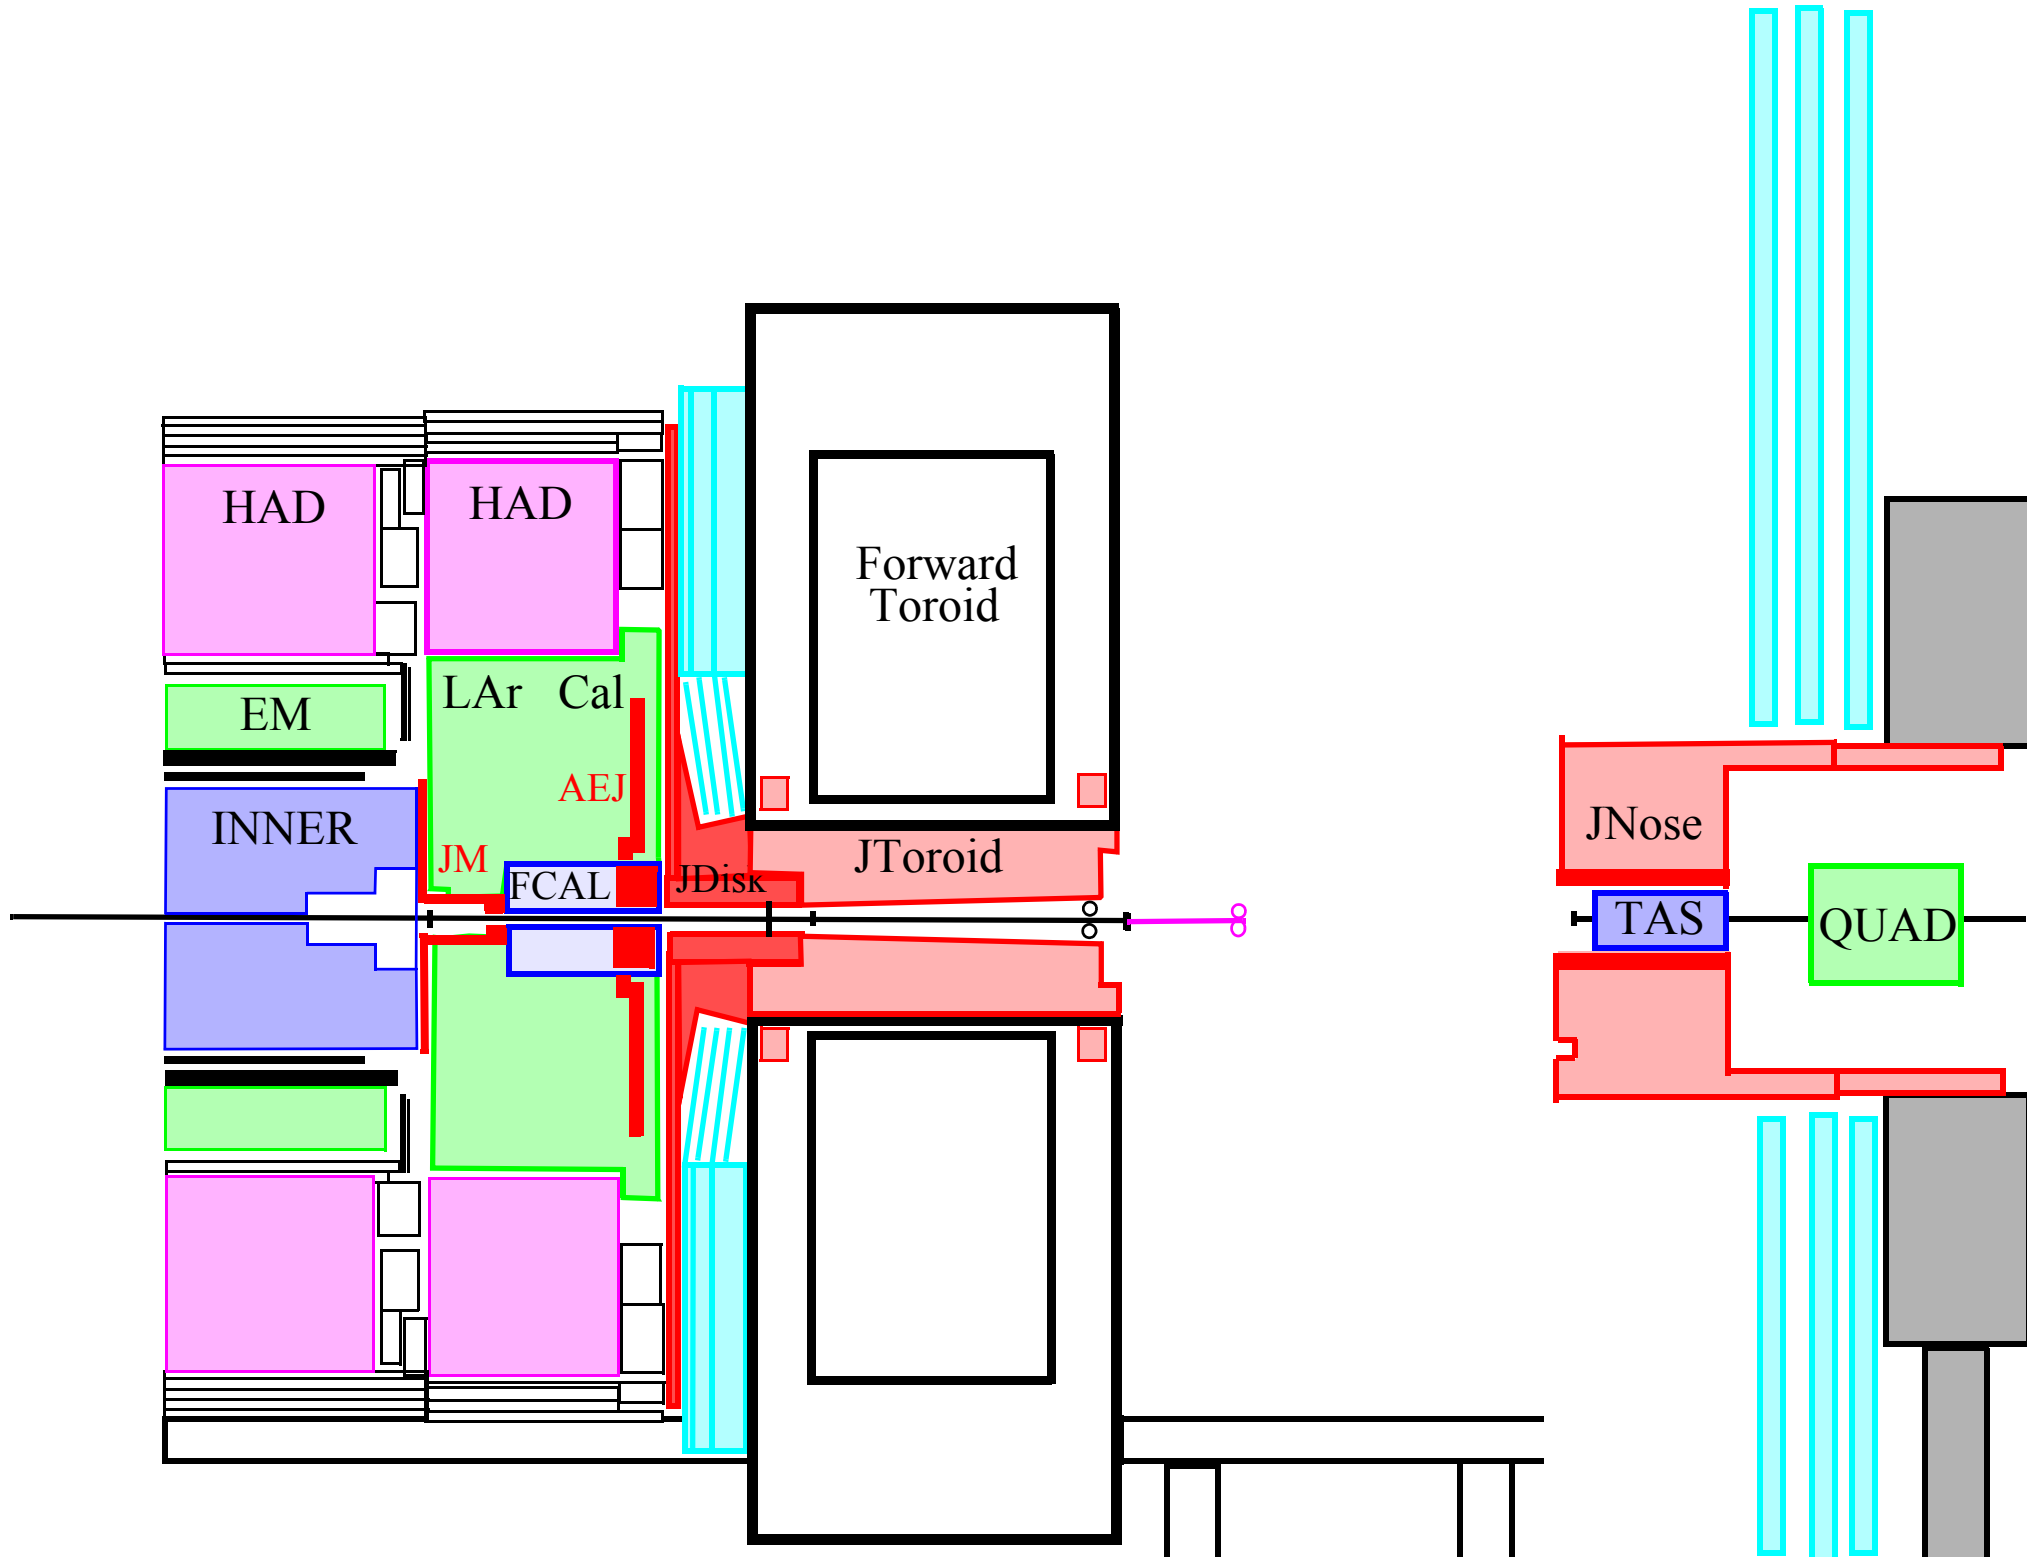 HAD
HAD
Forward
Toroid
LAr Cal
EM
AEJ
INNER
JM
JToroid
JNose
FCAL
JDisk
TAS
QUAD